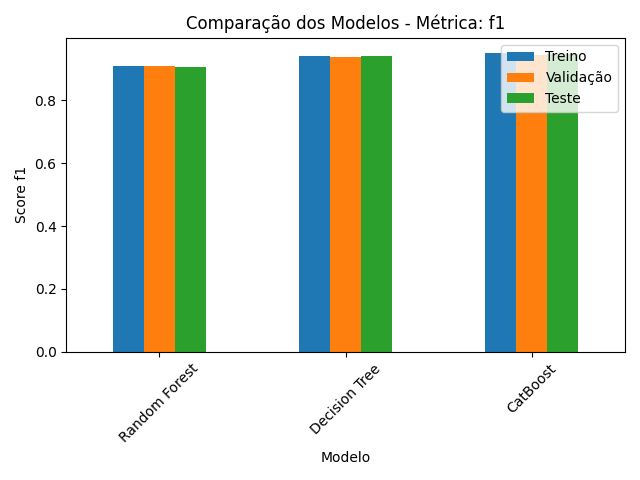 Comparação dos Modelos - Métrica: f1
Treino
Validação
Teste
Score f1
0.8
0.6
0.4
0.2
0.0
Random Forest
Decision Tree
CatBoost
Modelo